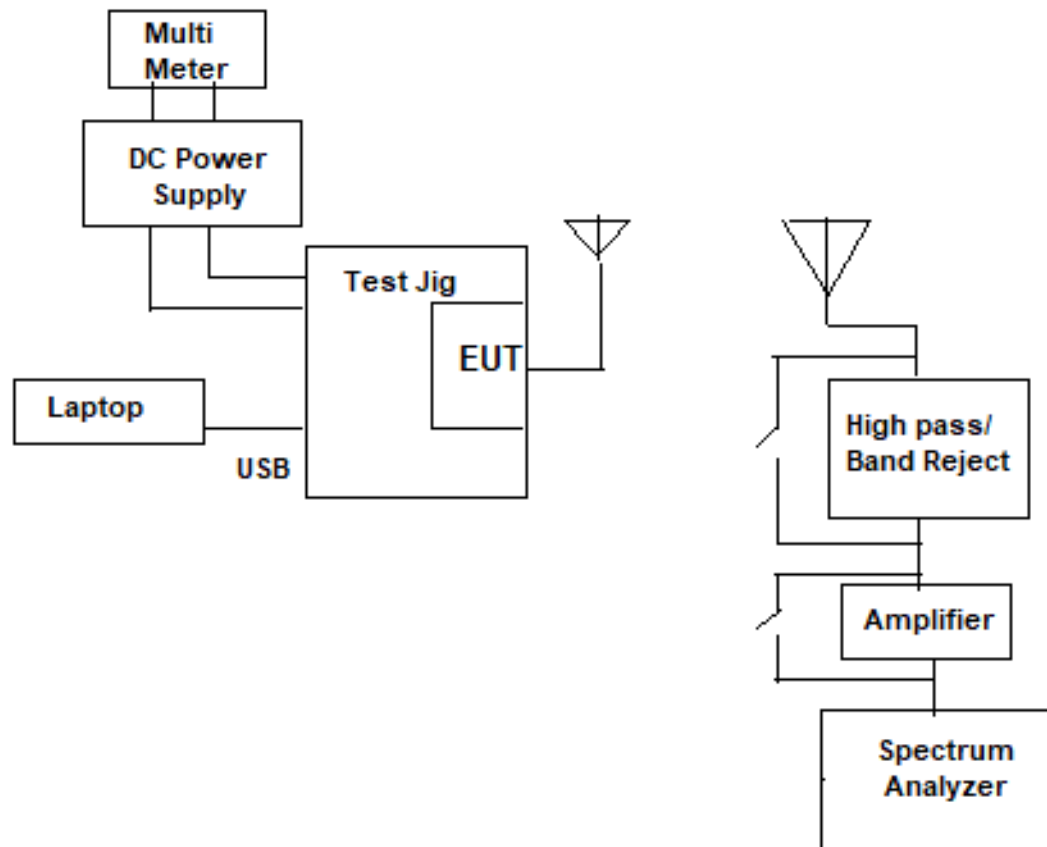 Multi
Meter
DC Power
Supply
Test Jig
EUT
Laptop
USB
High pass/
Band Reject
Amplifier
Spectrum
Analyzer